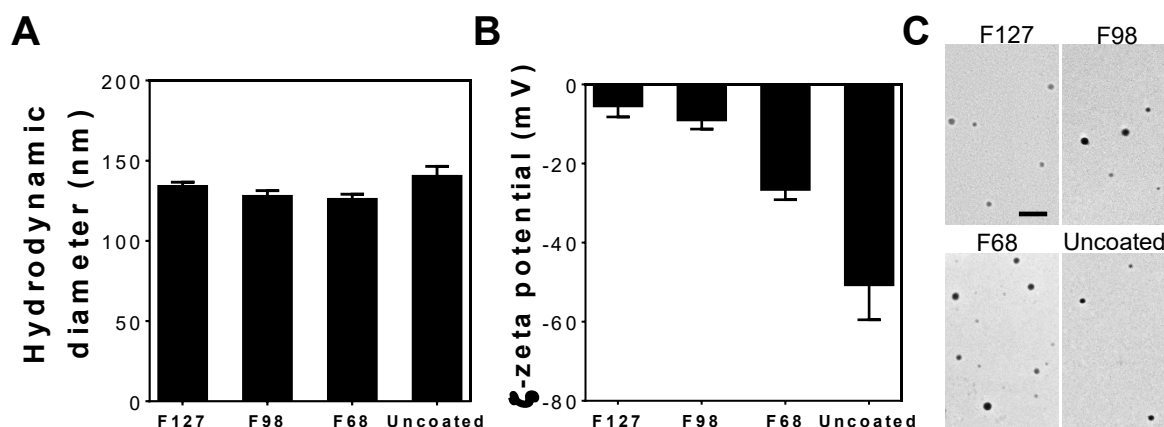 A
Hydrodynamic
diameter (nm)
200
150
100
50
0
F127 F98 F68 Uncoated
B
ζ-zeta potential (mV)
0
-20
-40
-60
-80
F127 F98 F68 Uncoated
C
F127 F98
F68 Uncoated